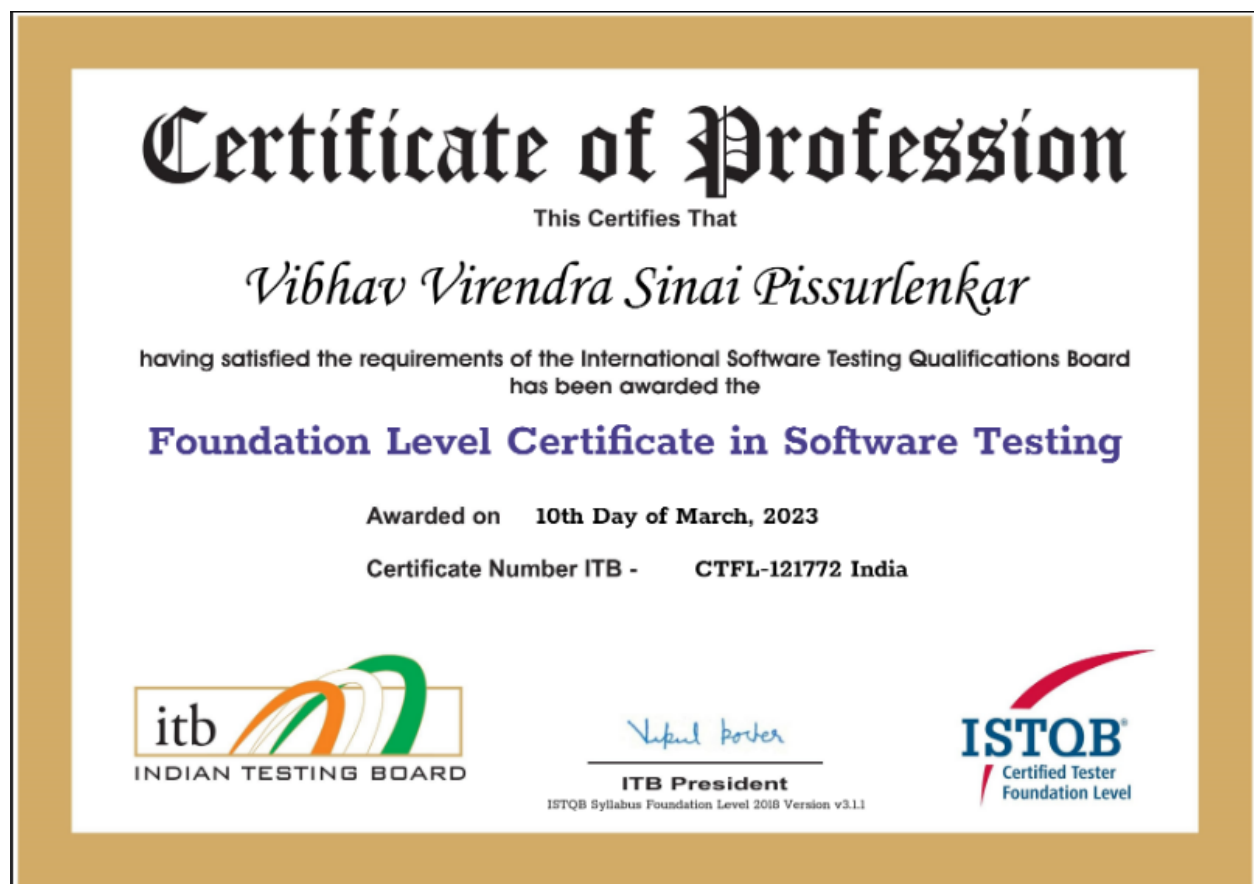 Certificate of Profession
This Certifies That
Vibhav Virendra Sinai Pissurlenkar
having satisfied the requirements of the International Software Testing Qualifications Board
has been awarded the
Foundation Level Certificate in Software Testing
Awarded on 10th Day of March, 2023
Certificate Number ITB - CTFL-121772 India
itb
INDIAN TESTING BOARD
Vipul Kocher
ITB President
ISTQB Syllabus Foundation Level 2018 Version v3.1.1
ISTQB®
Certified Tester
Foundation Level